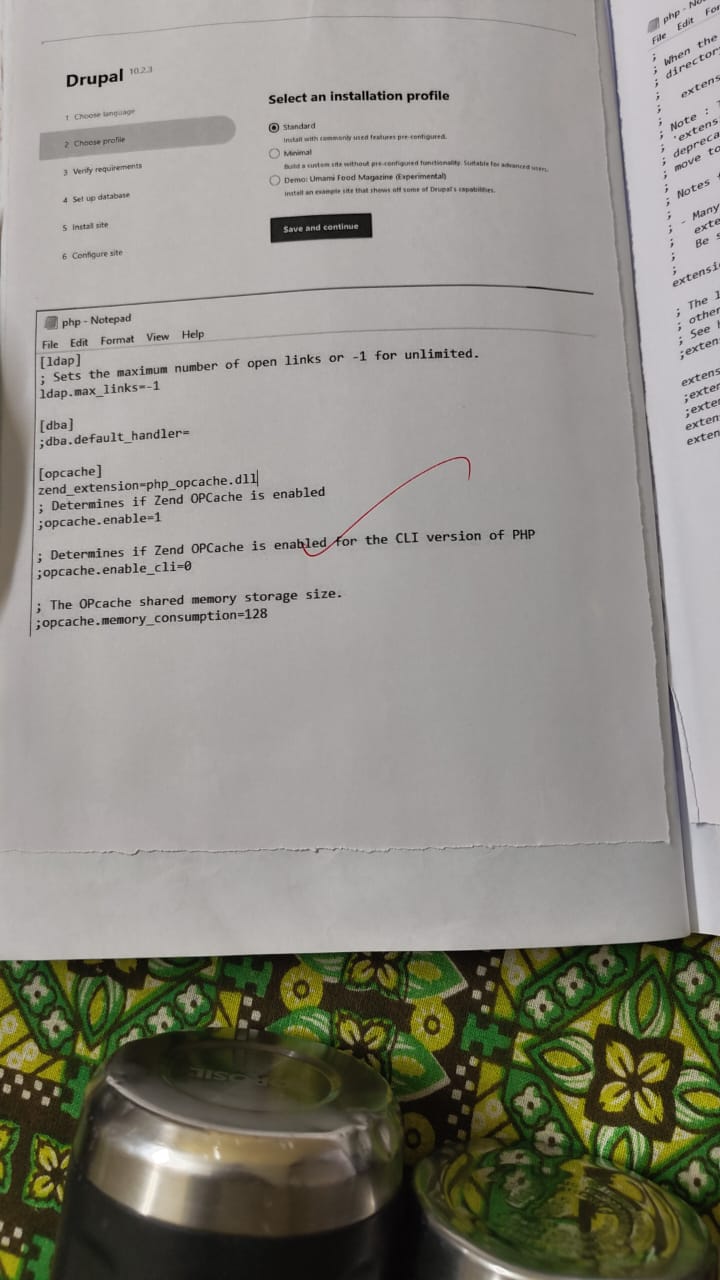 Drupal 10.2.3
1 Choose language
2 Choose profile
3 Verify requirements
4 Set up database
5 Install site
6 Configure site
Select an installation profile
Standard
Install with commonly used features pre-configured.
Minimal
Build a custom site without pre-configured functionality. Suitable for advanced users.
Demo: Umami Food Magazine (Experimental)
Install an example site that shows off some of Drupal's capabilities.
Save and continue
php - Notepad
File Edit Format View Help
[ldap]
; Sets the maximum number of open links or -1 for unlimited.
ldap.max_links=-1
[dba]
;dba.default_handler=
[opcache]
zend_extension=php_opcache.dll
; Determines if Zend OPCache is enabled
;opcache.enable=1
; Determines if Zend OPCache is enabled for the CLI version of PHP
;opcache.enable_cli=0
; The OPcache shared memory storage size.
;opcache.memory_consumption=128
php - No
File Edit For
;
; When the
; director
;
; extens
;
; Note :
; 'extens
; depreca
; move to
;
; Notes
;
; - Many
; exte
; Be s
;
extensi
; The l
; other
; See
;exten
extens
;exter
;exter
exten
exten